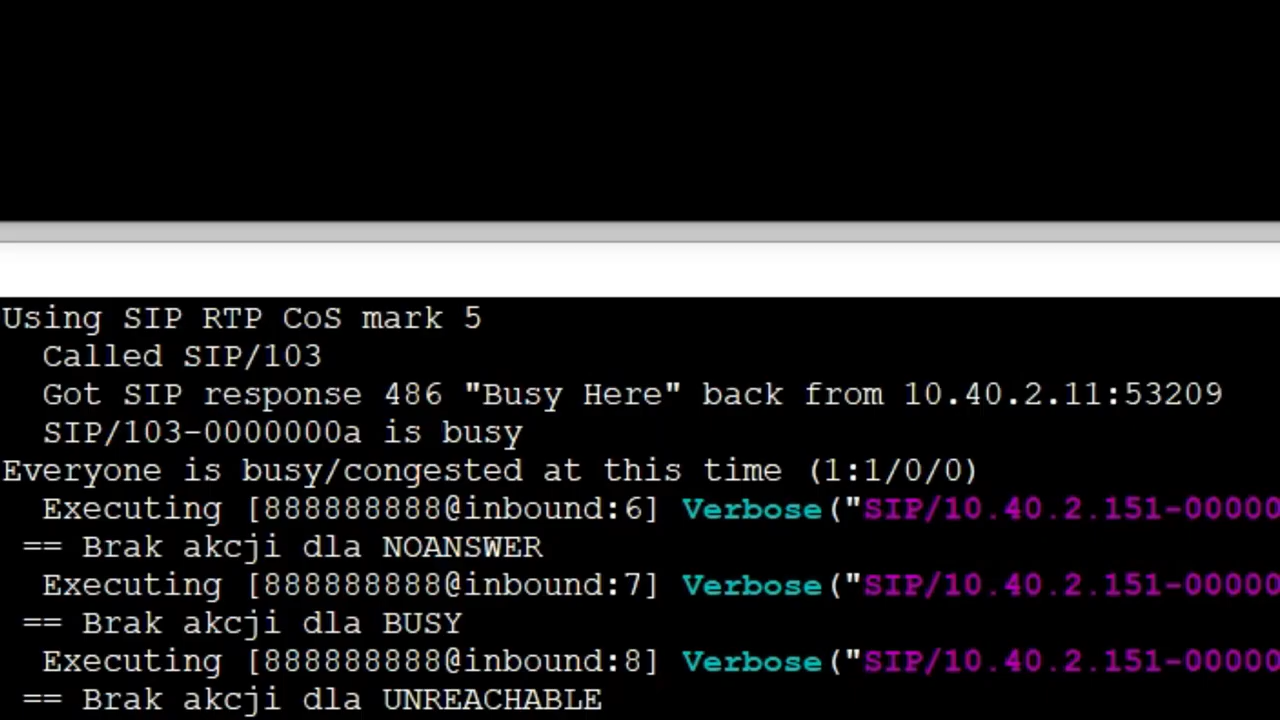 Using SIP RTP CoS mark 5
Called SIP/103
Got SIP response 486 "Busy Here" back from 10.40.2.11:53209
SIP/103-0000000a is busy
Everyone is busy/congested at this time (1:1/0/0)
Executing [888888888@inbound:6] Verbose("SIP/10.40.2.151-00000
== Brak akcji dla NOANSWER
Executing [888888888@inbound:7] Verbose("SIP/10.40.2.151-00000
== Brak akcji dla BUSY
Executing [888888888@inbound:8] Verbose("SIP/10.40.2.151-00000
== Brak akcji dla UNREACHABLE